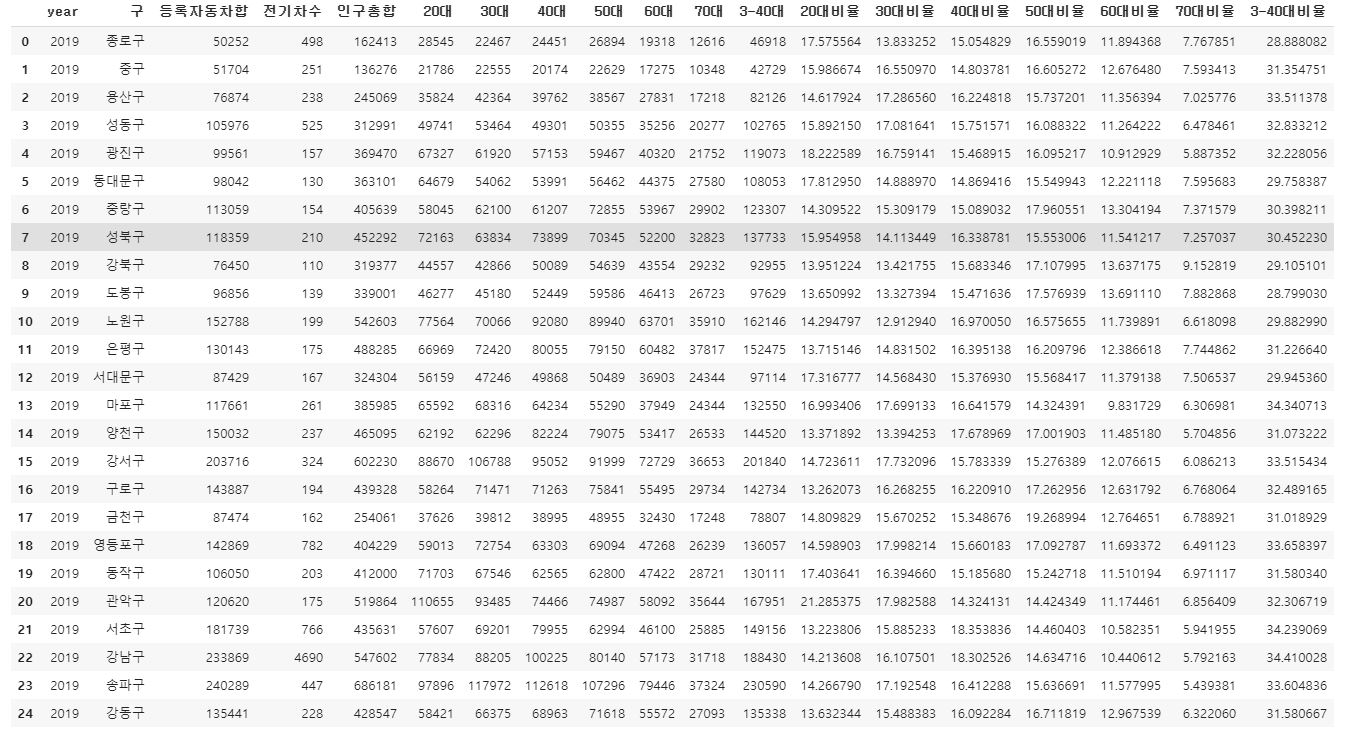 year 구 등록자동차합 전기차수 인구총합 20대 30대 40대 50대 60대 70대 3-40대 20대비율 30대비율 40대비율 50대비율 60대비율 70대비율 3-40대비율
0 2019 종로구 50252 498 162413 28545 22467 24451 26894 19318 12616 46918 17.575564 13.833252 15.054829 16.559019 11.894368 7.767851 28.888082
1 2019 중구 51704 251 136276 21786 22555 20174 22629 17275 10348 42729 15.986674 16.550970 14.803781 16.605272 12.676480 7.593413 31.354751
2 2019 용산구 76874 238 245069 35824 42364 39762 38567 27831 17218 82126 14.617924 17.286560 16.224818 15.737201 11.356394 7.025776 33.511378
3 2019 성동구 105976 525 312991 49741 53464 49301 50355 35256 20277 102765 15.892150 17.081641 15.751571 16.088322 11.264222 6.478461 32.833212
4 2019 광진구 99561 157 369470 67327 61920 57153 59467 40320 21752 119073 18.222589 16.759141 15.468915 16.095217 10.912929 5.887352 32.228056
5 2019 동대문구 98042 130 363101 64679 54062 53991 56462 44375 27580 108053 17.812950 14.888970 14.869416 15.549943 12.221118 7.595683 29.758387
6 2019 중랑구 113059 154 405639 58045 62100 61207 72855 53967 29902 123307 14.309522 15.309179 15.089032 17.960551 13.304194 7.371579 30.398211
7 2019 성북구 118359 210 452292 72163 63834 73899 70345 52200 32823 137733 15.954958 14.113449 16.338781 15.553006 11.541217 7.257037 30.452230
8 2019 강북구 76450 110 319377 44557 42866 50089 54639 43554 29232 92955 13.951224 13.421755 15.683346 17.107995 13.637175 9.152819 29.105101
9 2019 도봉구 96856 139 339001 46277 45180 52449 59586 46413 26723 97629 13.650992 13.327394 15.471636 17.576939 13.691110 7.882868 28.799030
10 2019 노원구 152788 199 542603 77564 70066 92080 89940 63701 35910 162146 14.294797 12.912940 16.970050 16.575655 11.739891 6.618098 29.882990
11 2019 은평구 130143 175 488285 66969 72420 80055 79150 60482 37817 152475 13.715146 14.831502 16.395138 16.209796 12.386618 7.744862 31.226640
12 2019 서대문구 87429 167 324304 56159 47246 49868 50489 36903 24344 97114 17.316777 14.568430 15.376930 15.568417 11.379138 7.506537 29.945360
13 2019 마포구 117661 261 385985 65592 68316 64234 55290 37949 24344 132550 16.993406 17.699133 16.641579 14.324391 9.831729 6.306981 34.340713
14 2019 양천구 150032 237 465095 62192 62296 82224 79075 53417 26533 144520 13.371892 13.394253 17.678969 17.001903 11.485180 5.704856 31.073222
15 2019 강서구 203716 324 602230 88670 106788 95052 91999 72729 36653 201840 14.723611 17.732096 15.783339 15.276389 12.076615 6.086213 33.515434
16 2019 구로구 143887 194 439328 58264 71471 71263 75841 55495 29734 142734 13.262073 16.268255 16.220910 17.262956 12.631792 6.768064 32.489165
17 2019 금천구 87474 162 254061 37626 39812 38995 48955 32430 17248 78807 14.809829 15.670252 15.348676 19.268994 12.764651 6.788921 31.018929
18 2019 영등포구 142869 782 404229 59013 72754 63303 69094 47268 26239 136057 14.598903 17.998214 15.660183 17.092787 11.693372 6.491123 33.658397
19 2019 동작구 106050 203 412000 71703 67546 62565 62800 47422 28721 130111 17.403641 16.394660 15.185680 15.242718 11.510194 6.971117 31.580340
20 2019 관악구 120620 175 519864 110655 93485 74466 74987 58092 35644 167951 21.285375 17.982588 14.324131 14.424349 11.174461 6.856409 32.306719
21 2019 서초구 181739 766 435631 57607 69201 79955 62994 46100 25885 149156 13.223806 15.885233 18.353836 14.460403 10.582351 5.941955 34.239069
22 2019 강남구 233869 4690 547602 77834 88205 100225 80140 57173 31718 188430 14.213608 16.107501 18.302526 14.634716 10.440612 5.792163 34.410028
23 2019 송파구 240289 447 686181 97896 117972 112618 107296 79446 37324 230590 14.266790 17.192548 16.412288 15.636691 11.577995 5.439381 33.604836
24 2019 강동구 135441 228 428547 58421 66375 68963 71618 55572 27093 135338 13.632344 15.488383 16.092284 16.711819 12.967539 6.322060 31.580667